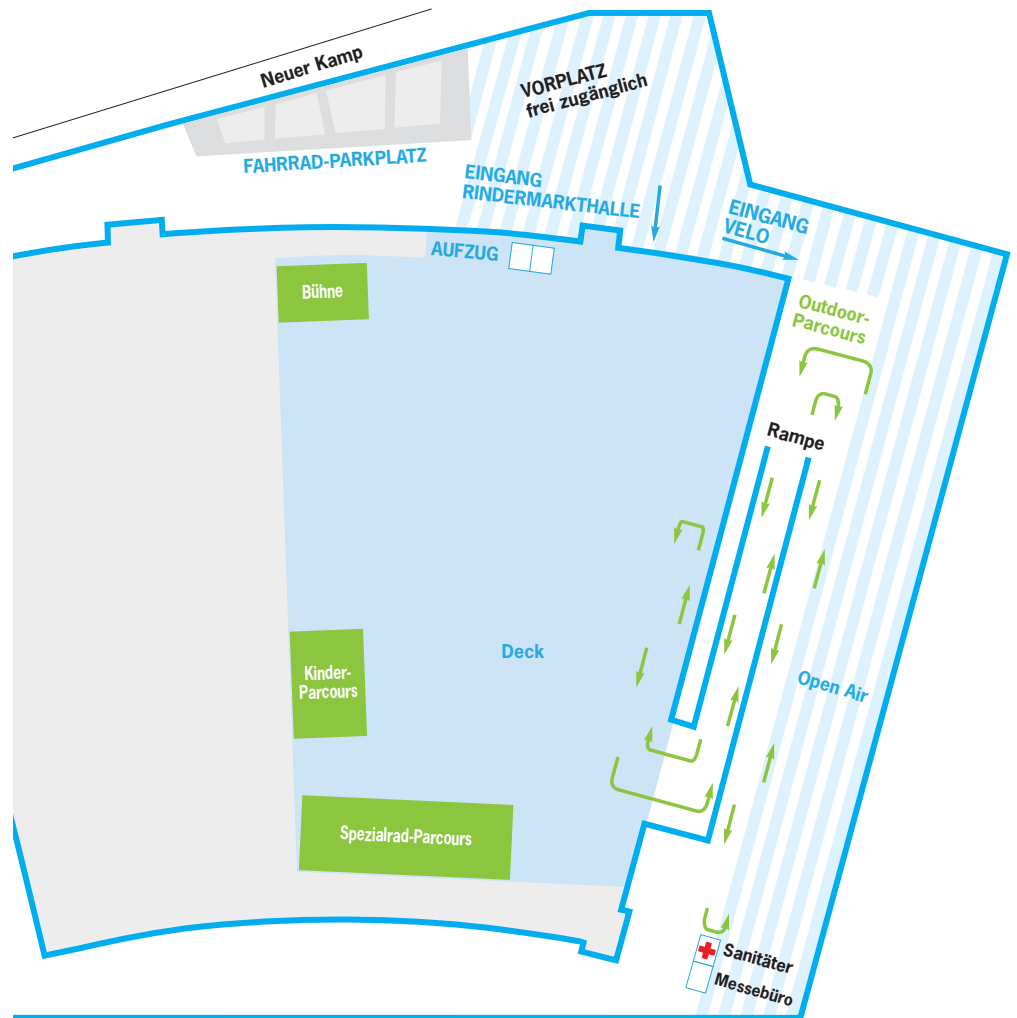 Neuer Kamp
VORPLATZ
frei zugänglich
FAHRRAD-PARKPLATZ
EINGANG
RINDERMARKTHALLE
EINGANG
VELO
AUFZUG
Bühne
Outdoor-
Parcours
Rampe
Deck
Kinder-
Parcours
Open Air
Spezialrad-Parcours
Sanitäter
Messebüro